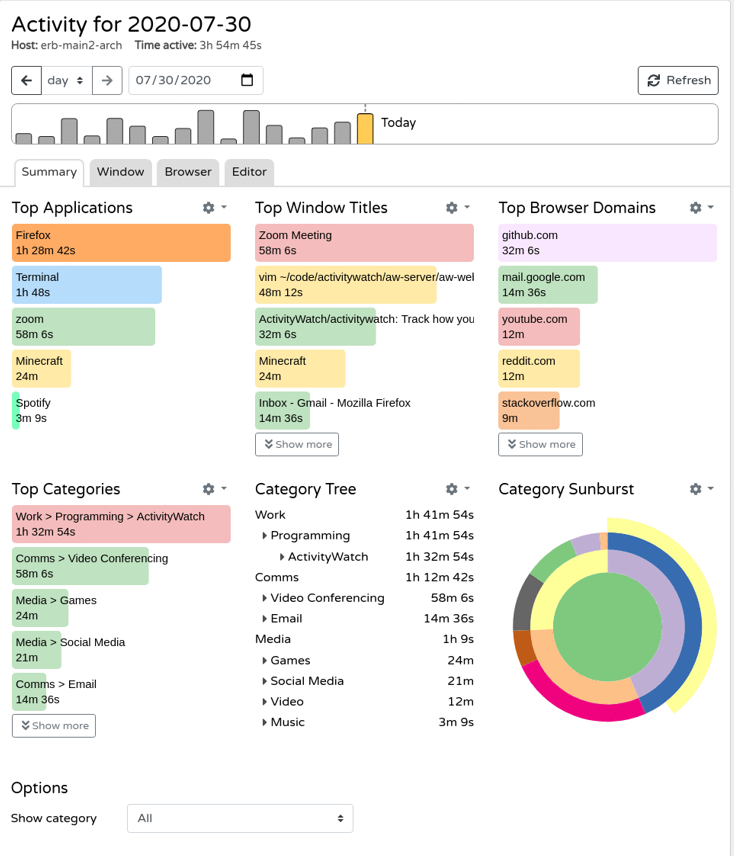 Activity for 2020-07-30
Host: erb-main2-arch Time active: 3h 54m 45s
day 07/30/2020 Refresh
Today
Summary Window Browser Editor
Top Applications
Firefox
1h 28m 42s
Terminal
1h 48s
zoom
58m 6s
Minecraft
24m
Spotify
3m 9s
Top Window Titles
Zoom Meeting
58m 6s
vim ~/code/activitywatch/aw-server/aw-wel
48m 12s
ActivityWatch/activitywatch: Track how you
32m 6s
Minecraft
24m
Inbox - Gmail - Mozilla Firefox
14m 36s
Show more
Top Browser Domains
github.com
32m 6s
mail.google.com
14m 36s
youtube.com
12m
reddit.com
12m
stackoverflow.com
9m
Show more
Top Categories
Work > Programming > ActivityWatch
1h 32m 54s
Comms > Video Conferencing
58m 6s
Media > Games
24m
Media > Social Media
21m
Comms > Email
14m 36s
Show more
Category Tree
Work 1h 41m 54s
Programming 1h 41m 54s
ActivityWatch 1h 32m 54s
Comms 1h 12m 42s
Video Conferencing 58m 6s
Email 14m 36s
Media 1h 9s
Games 24m
Social Media 21m
Video 12m
Music 3m 9s
Category Sunburst
Options
Show category All